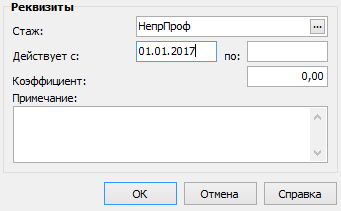 Реквизиты
Стаж: НепрПроф ...
Действует с: 01.01.2017 по:
Коэффициент: 0,00
Примечание:
ОК Отмена Справка